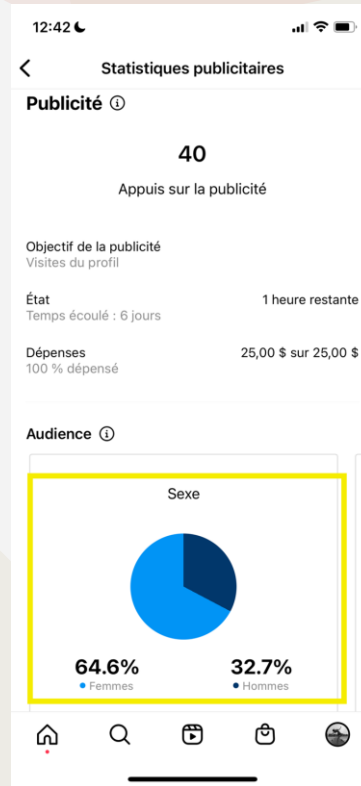 12:42
Statistiques publicitaires
Publicité
40
Appuis sur la publicité
Objectif de la publicité
Visites du profil
État 1 heure restante
Temps écoulé : 6 jours
Dépenses 25,00 $ sur 25,00 $
100 % dépensé
Audience
Sexe
64.6% 32.7%
Femmes Hommes